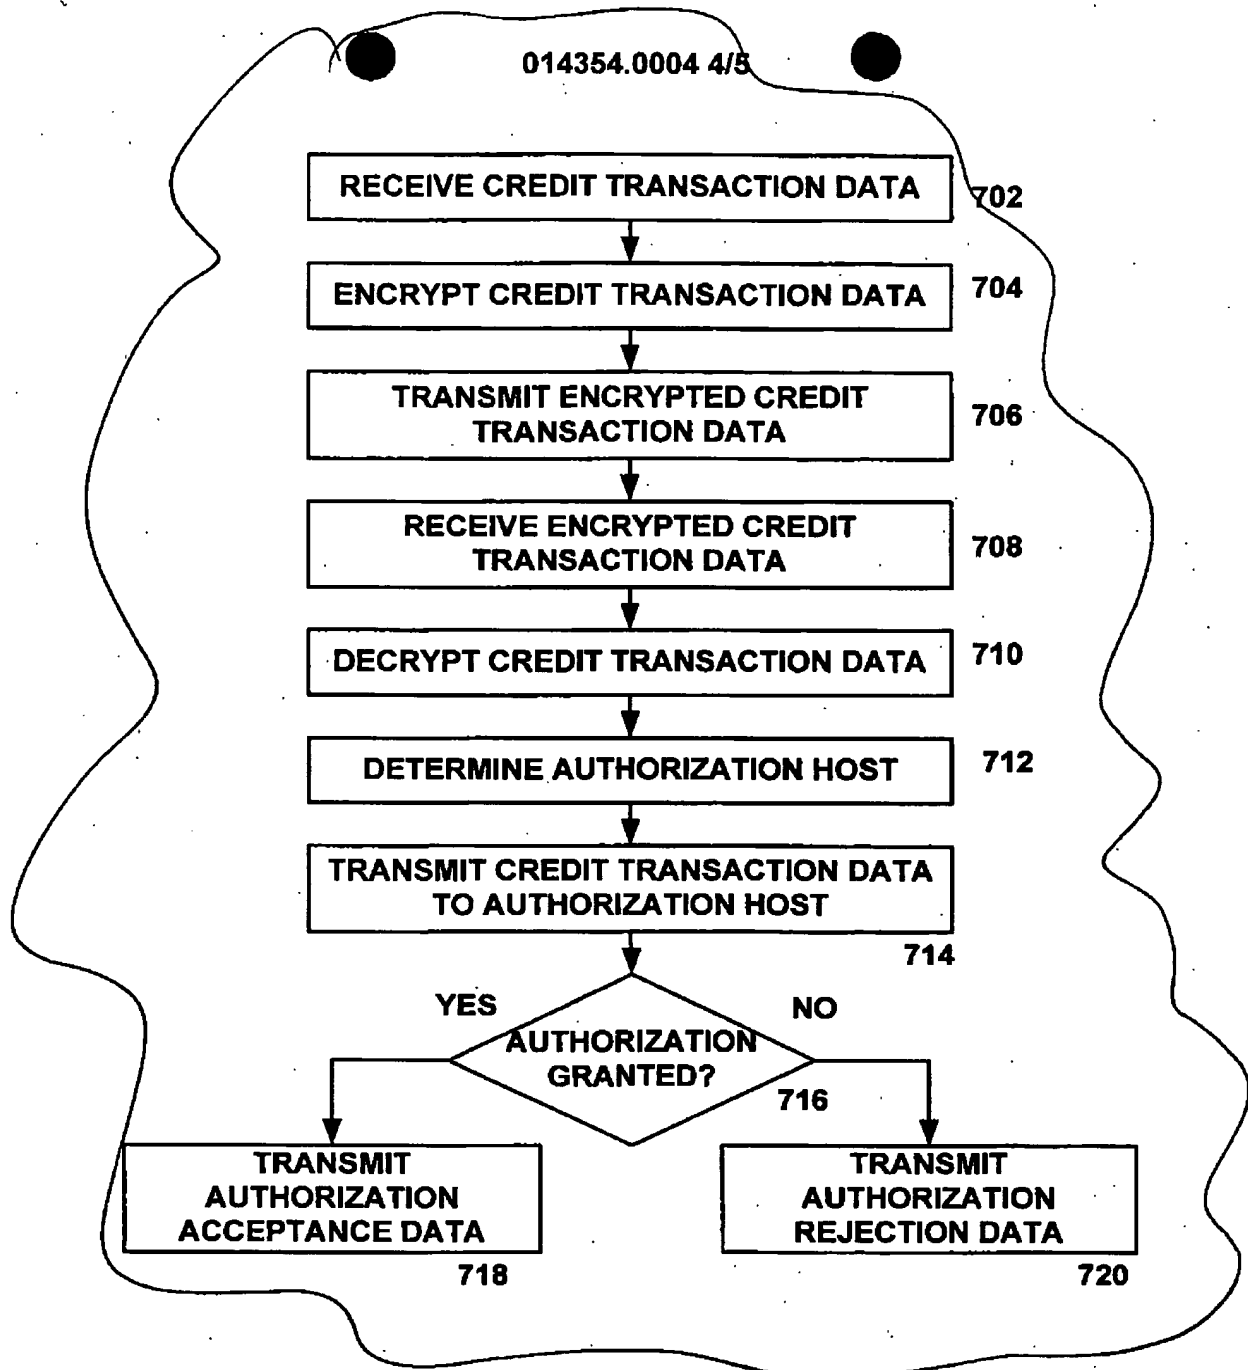 014354.0004 4/5
RECEIVE CREDIT TRANSACTION DATA
702
ENCRYPT CREDIT TRANSACTION DATA
704
TRANSMIT ENCRYPTED CREDIT
TRANSACTION DATA
706
RECEIVE ENCRYPTED CREDIT
TRANSACTION DATA
708
DECRYPT CREDIT TRANSACTION DATA
710
DETERMINE AUTHORIZATION HOST
712
TRANSMIT CREDIT TRANSACTION DATA
TO AUTHORIZATION HOST
714
YES
NO
AUTHORIZATION
GRANTED?
716
TRANSMIT
AUTHORIZATION
ACCEPTANCE DATA
718
TRANSMIT
AUTHORIZATION
REJECTION DATA
720